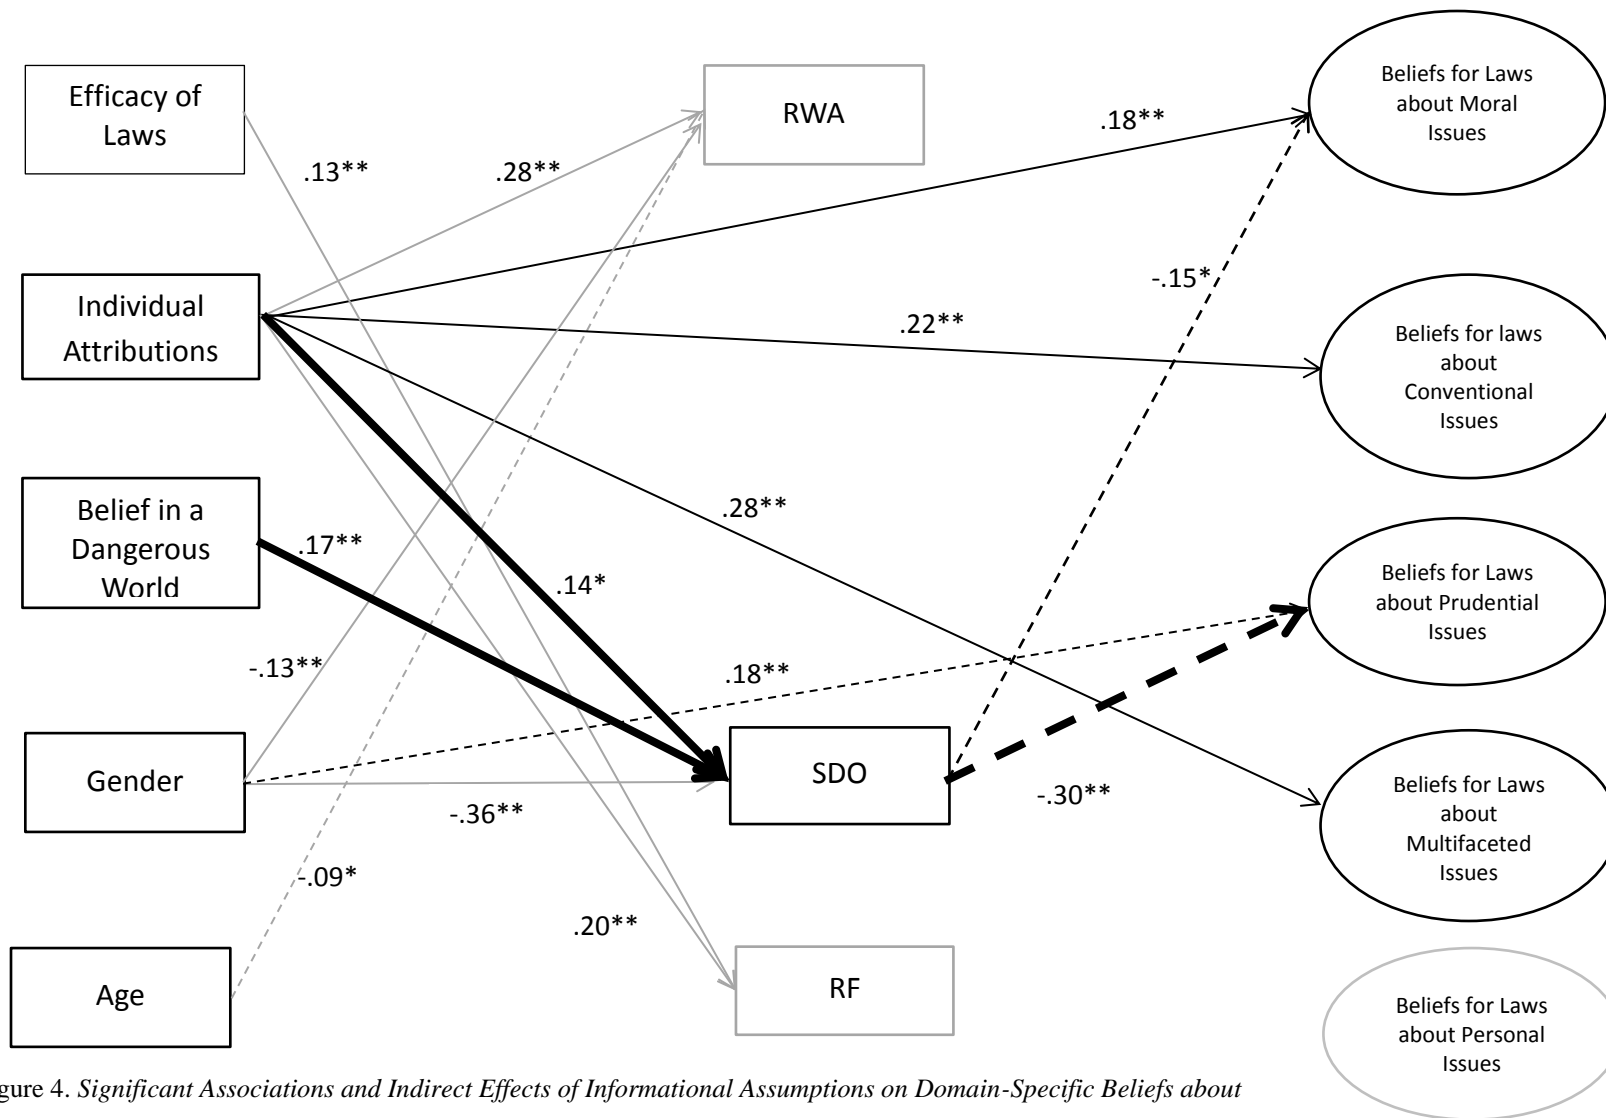 Efficacy of
Laws
RWA
Beliefs for Laws
about Moral
Issues
.13**
.28**
.18**
Individual
Attributions
-.15*
.22**
Beliefs for laws
about
Conventional
Issues
Belief in a
Dangerous
World
.17**
.28**
.14*
Beliefs for Laws
about Prudential
Issues
-.13**
.18**
Gender
-.36**
SDO
-.30**
Beliefs for Laws
about
Multifaceted
Issues
-.09*
.20**
Age
RF
Beliefs for Laws
about Personal
Issues
gure 4. Significant Associations and Indirect Effects of Informational Assumptions on Domain-Specific Beliefs about